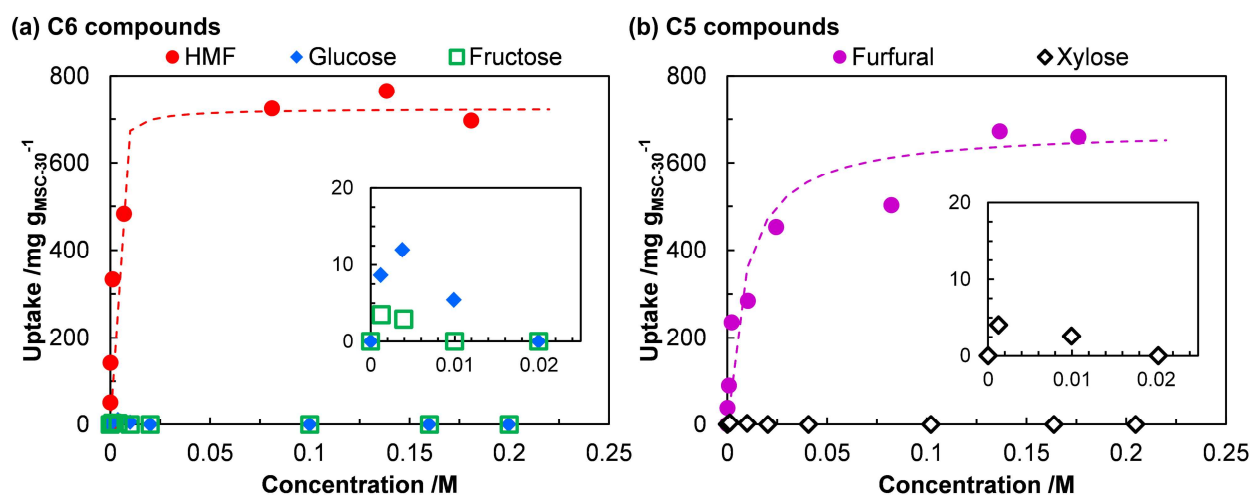 (a) C6 compounds
HMF Glucose Fructose
800
600
400
200
0
0 0.05 0.1 0.15 0.2 0.25
Uptake /mg g_MSC-30^-1
Concentration /M
20
10
0
0 0.01 0.02
(b) C5 compounds
Furfural Xylose
800
600
400
200
0
0 0.05 0.1 0.15 0.2 0.25
Uptake /mg g_MSC-30^-1
Concentration /M
20
10
0
0 0.01 0.02